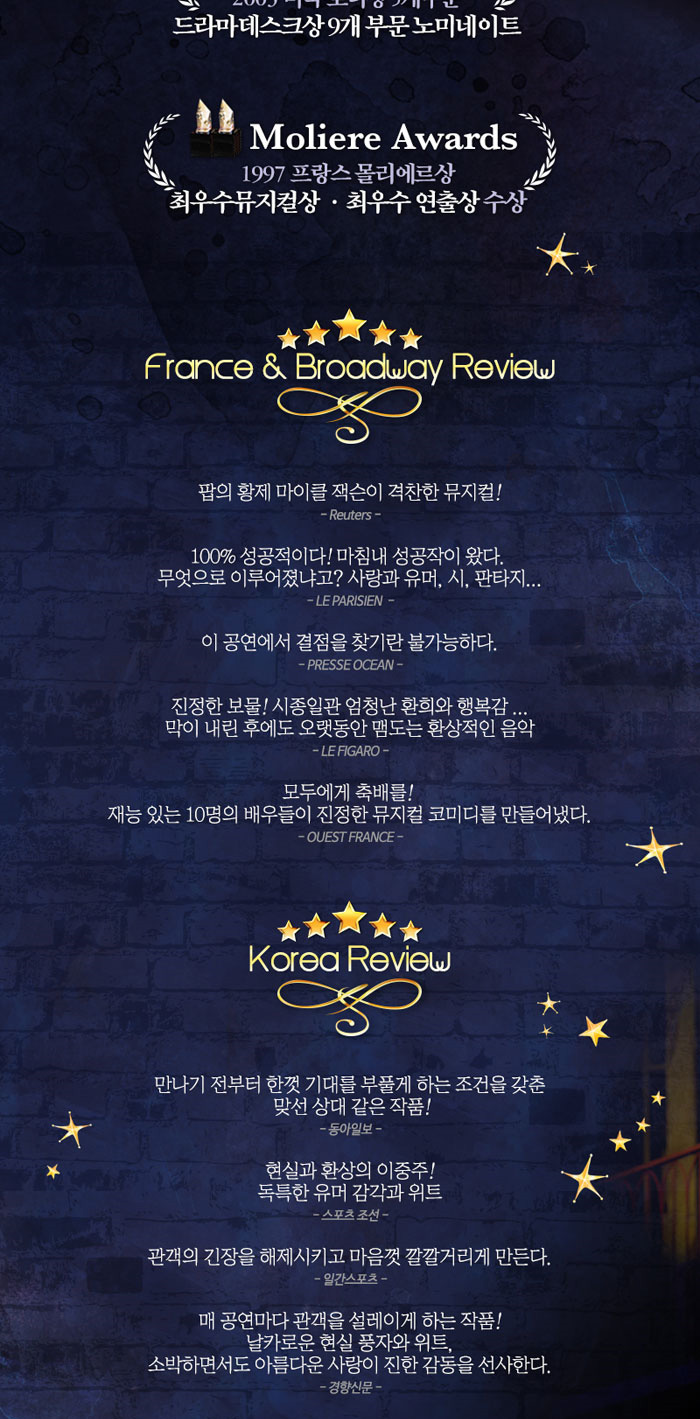 드라마데스크상 9개 부문 노미네이트
Moliere Awards
1997 프랑스 몰리에르상
최우수뮤지컬상 · 최우수 연출상 수상
France & Broadway Review
팝의 황제 마이클 잭슨이 격찬한 뮤지컬!
- Reuters -
100% 성공적이다! 마침내 성공작이 왔다.
무엇으로 이루어졌냐고? 사랑과 유머, 시, 판타지...
- LE PARISIEN -
이 공연에서 결점을 찾기란 불가능하다.
- PRESSE OCEAN -
진정한 보물! 시종일관 엄청난 환희와 행복감 ...
막이 내린 후에도 오랫동안 맴도는 환상적인 음악
- LE FIGARO -
모두에게 축배를!
재능 있는 10명의 배우들이 진정한 뮤지컬 코미디를 만들어냈다.
- OUEST FRANCE -
Korea Review
만나기 전부터 한껏 기대를 부풀게 하는 조건을 갖춘
맞선 상대 같은 작품!
- 동아일보 -
현실과 환상의 이중주!
독특한 유머 감각과 위트
- 스포츠 조선 -
관객의 긴장을 해제시키고 마음껏 깔깔거리게 만든다.
- 일간스포츠 -
매 공연마다 관객을 설레이게 하는 작품!
날카로운 현실 풍자와 위트,
소박하면서도 아름다운 사랑이 진한 감동을 선사한다.
- 경향신문 -